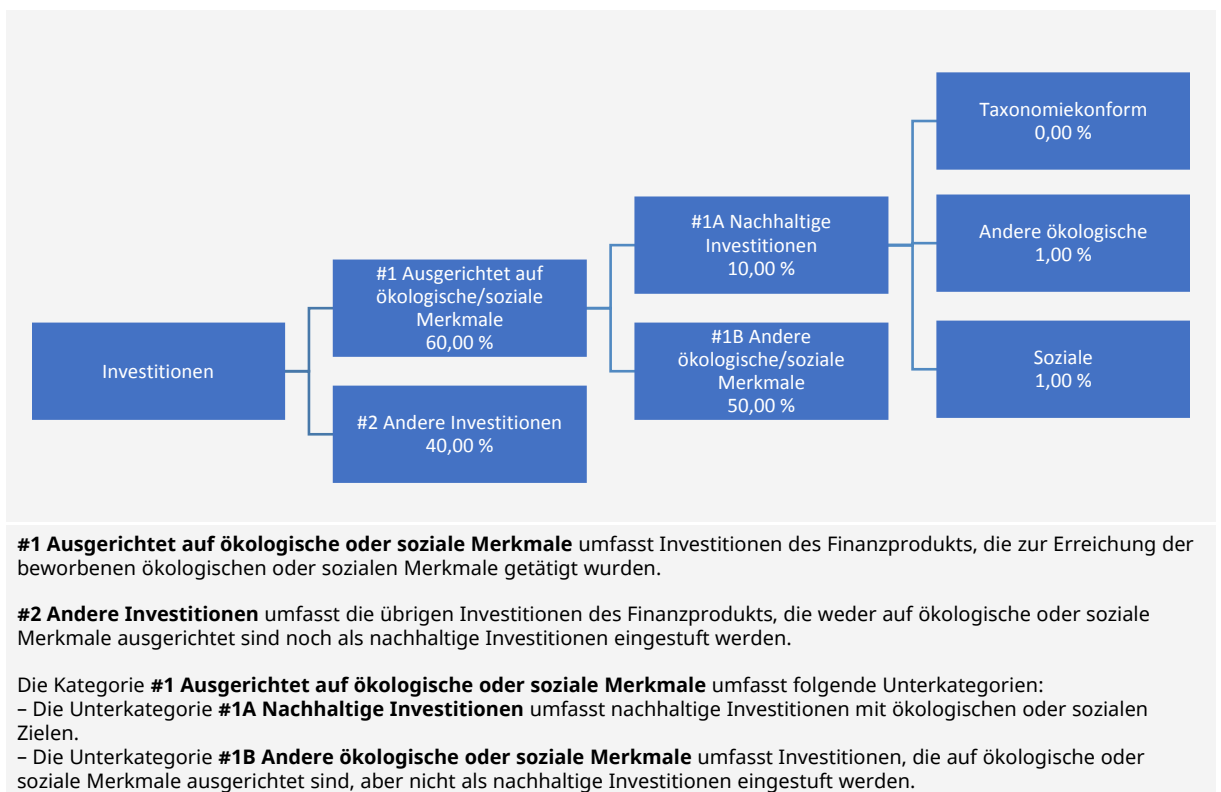 Investitionen
#1 Ausgerichtet auf
ökologische/soziale
Merkmale
60,00 %
#2 Andere Investitionen
40,00 %
#1A Nachhaltige
Investitionen
10,00 %
#1B Andere
ökologische/soziale
Merkmale
50,00 %
Taxonomiekonform
0,00 %
Andere ökologische
1,00 %
Soziale
1,00 %
#1 Ausgerichtet auf ökologische oder soziale Merkmale umfasst Investitionen des Finanzprodukts, die zur Erreichung der
beworbenen ökologischen oder sozialen Merkmale getätigt wurden.
#2 Andere Investitionen umfasst die übrigen Investitionen des Finanzprodukts, die weder auf ökologische oder soziale
Merkmale ausgerichtet sind noch als nachhaltige Investitionen eingestuft werden.
Die Kategorie #1 Ausgerichtet auf ökologische oder soziale Merkmale umfasst folgende Unterkategorien:
– Die Unterkategorie #1A Nachhaltige Investitionen umfasst nachhaltige Investitionen mit ökologischen oder sozialen
Zielen.
– Die Unterkategorie #1B Andere ökologische oder soziale Merkmale umfasst Investitionen, die auf ökologische oder
soziale Merkmale ausgerichtet sind, aber nicht als nachhaltige Investitionen eingestuft werden.